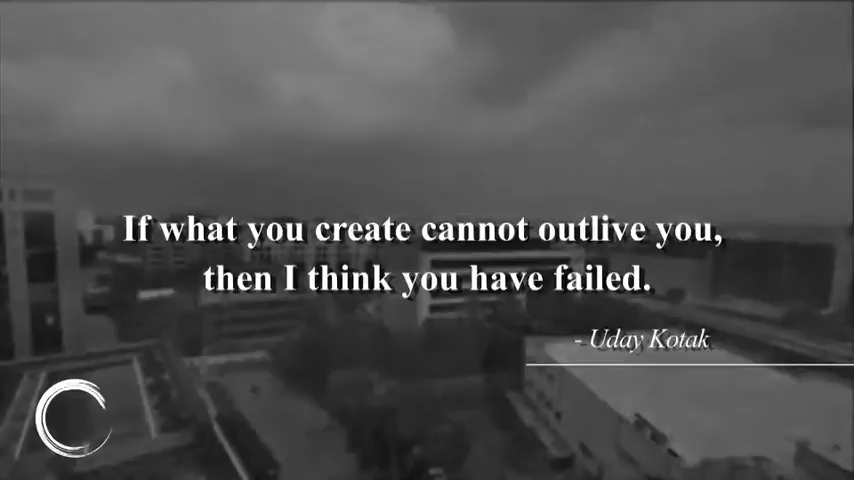 If what you create cannot outlive you,
then I think you have failed.
- Uday Kotak